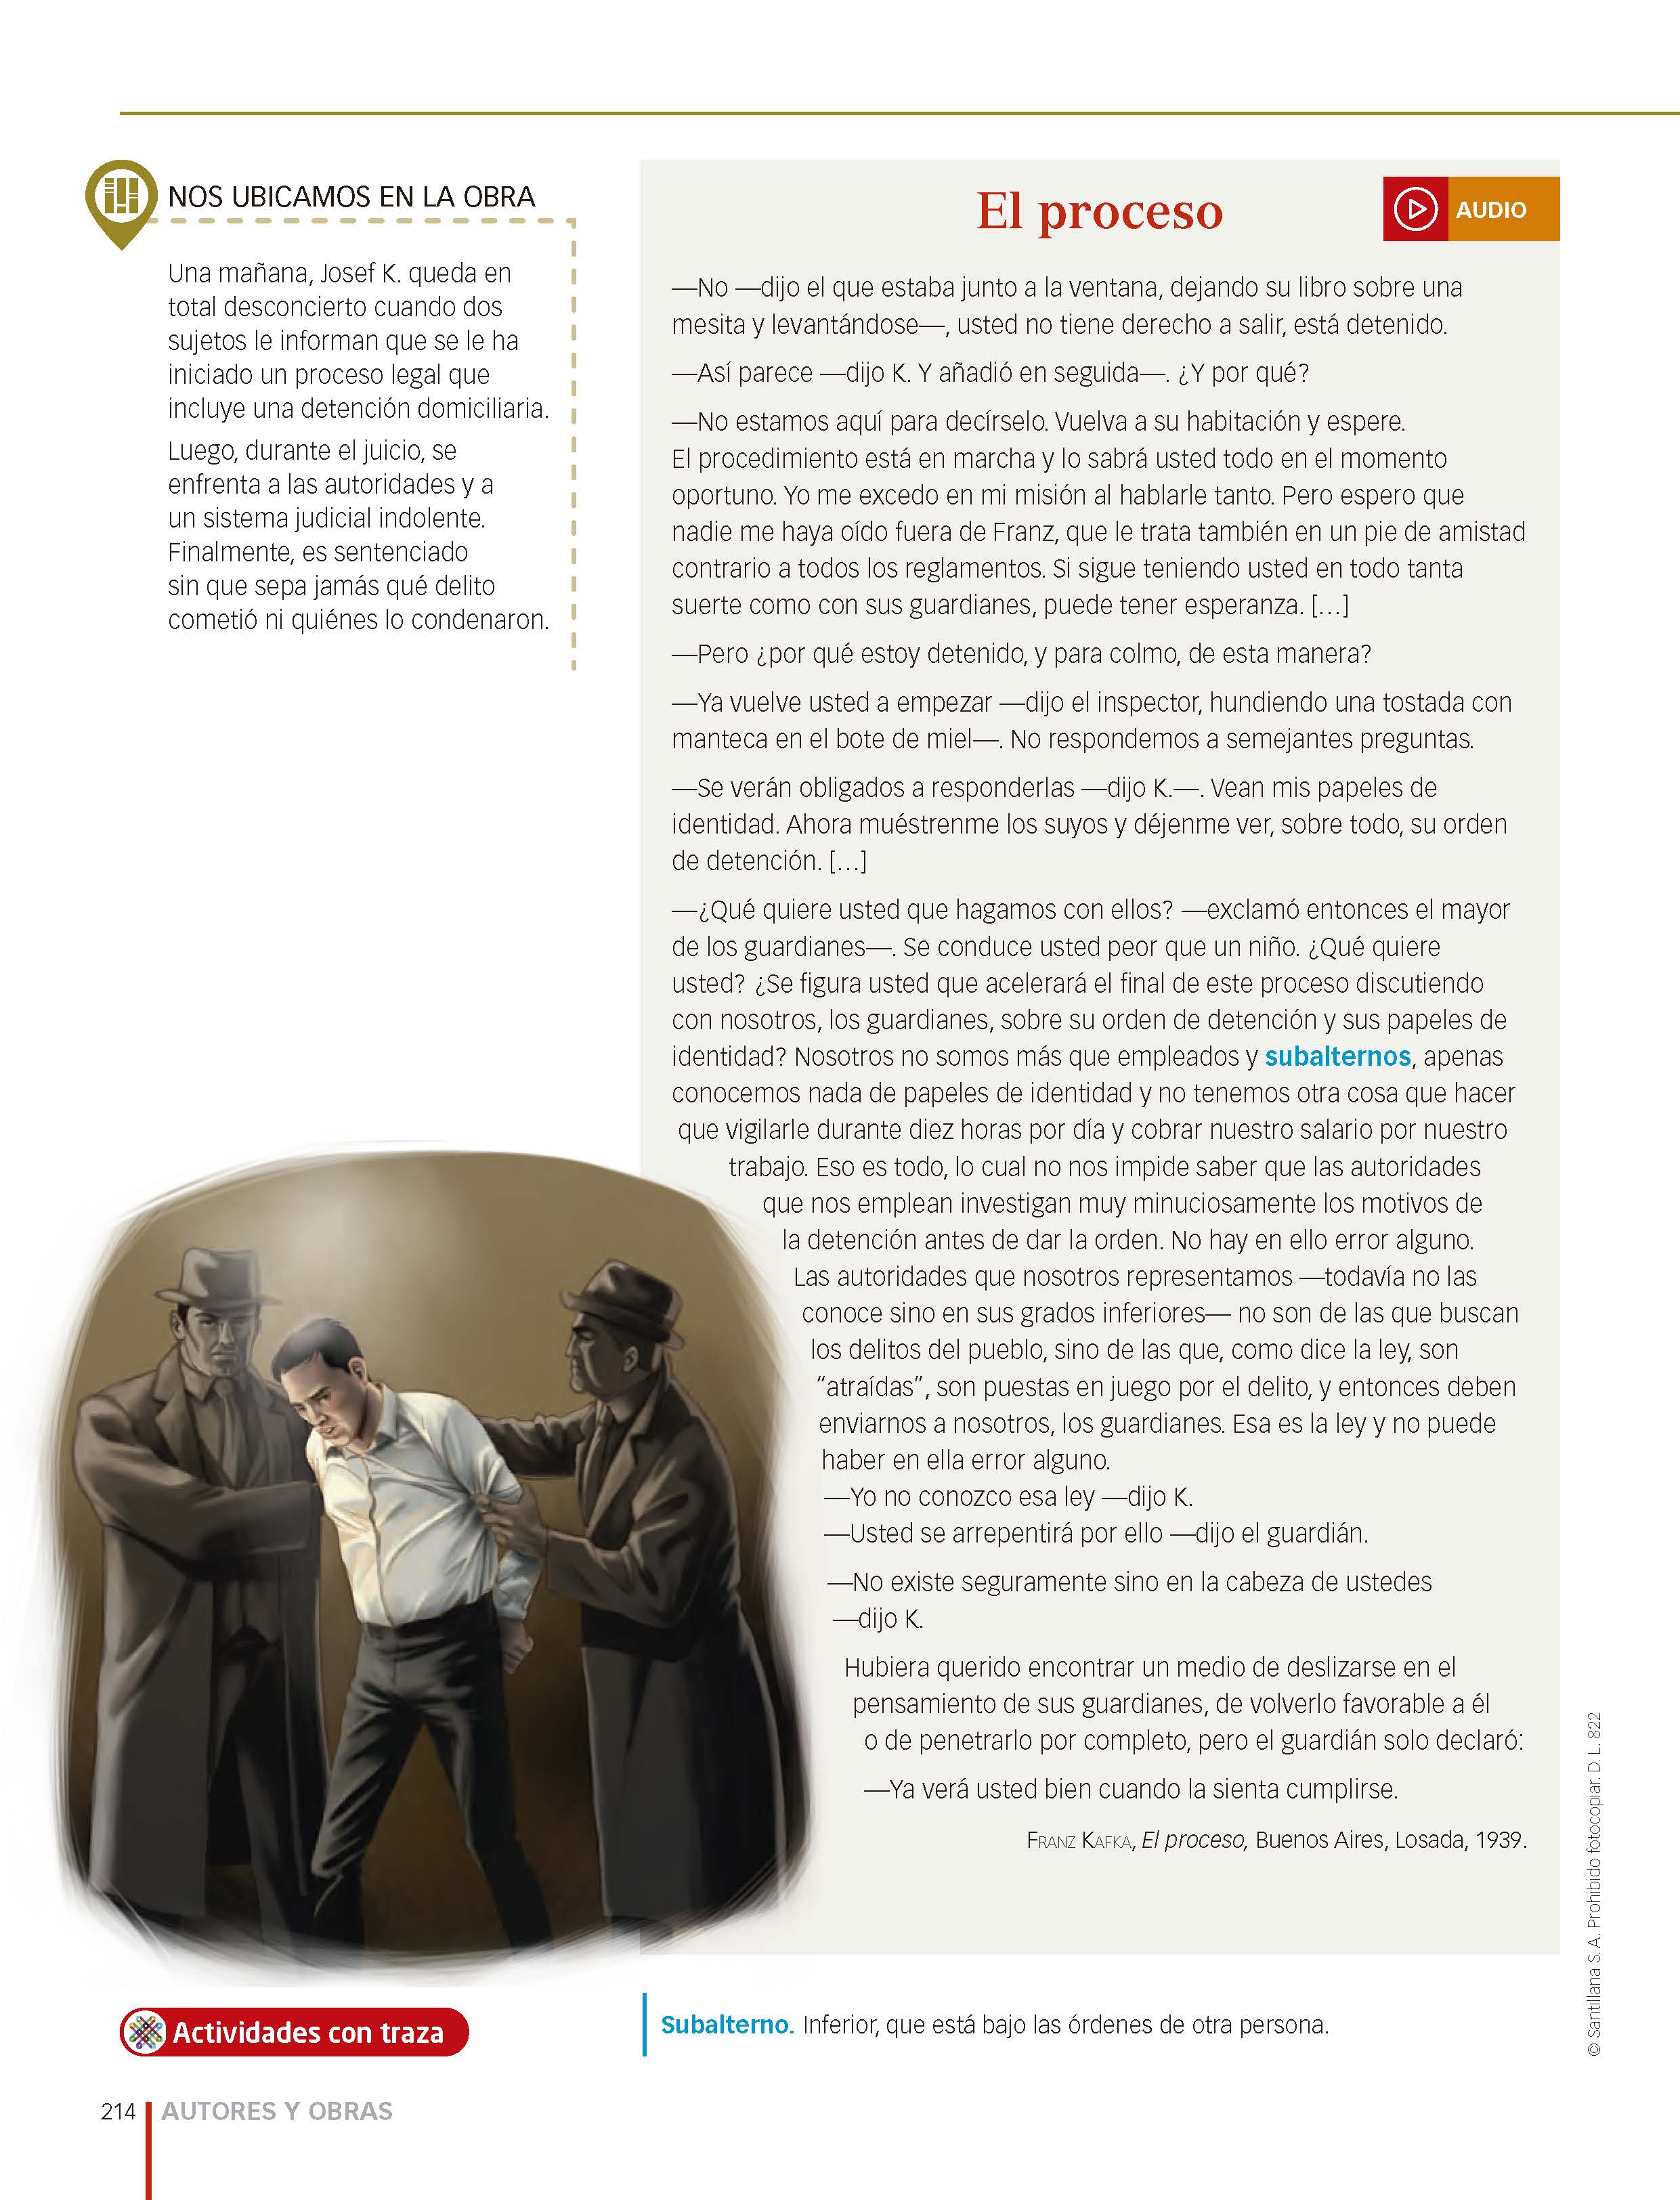 NOS UBICAMOS EN LA OBRA
Una mañana, Josef K. queda en
total desconcierto cuando dos
sujetos le informan que se le ha
iniciado un proceso legal que
incluye una detención domiciliaria.
Luego, durante el juicio, se
enfrenta a las autoridades y a
un sistema judicial indolente.
Finalmente, es sentenciado
sin que sepa jamás qué delito
cometió ni quiénes lo condenaron.
El proceso
AUDIO
—No —dijo el que estaba junto a la ventana, dejando su libro sobre una
mesita y levantándose—, usted no tiene derecho a salir, está detenido.
—Así parece —dijo K. Y añadió en seguida—. ¿Y por qué?
—No estamos aquí para decírselo. Vuelva a su habitación y espere.
El procedimiento está en marcha y lo sabrá usted todo en el momento
oportuno. Yo me excedo en mi misión al hablarle tanto. Pero espero que
nadie me haya oído fuera de Franz, que le trata también en un pie de amistad
contrario a todos los reglamentos. Si sigue teniendo usted en todo tanta
suerte como con sus guardianes, puede tener esperanza. […]
—Pero ¿por qué estoy detenido, y para colmo, de esta manera?
—Ya vuelve usted a empezar —dijo el inspector, hundiendo una tostada con
manteca en el bote de miel—. No respondemos a semejantes preguntas.
—Se verán obligados a responderlas —dijo K.—. Vean mis papeles de
identidad. Ahora muéstrenme los suyos y déjenme ver, sobre todo, su orden
de detención. […]
—¿Qué quiere usted que hagamos con ellos? —exclamó entonces el mayor
de los guardianes—. Se conduce usted peor que un niño. ¿Qué quiere
usted? ¿Se figura usted que acelerará el final de este proceso discutiendo
con nosotros, los guardianes, sobre su orden de detención y sus papeles de
identidad? Nosotros no somos más que empleados y subalternos, apenas
conocemos nada de papeles de identidad y no tenemos otra cosa que hacer
que vigilarle durante diez horas por día y cobrar nuestro salario por nuestro
trabajo. Eso es todo, lo cual no nos impide saber que las autoridades
que nos emplean investigan muy minuciosamente los motivos de
la detención antes de dar la orden. No hay en ello error alguno.
Las autoridades que nosotros representamos —todavía no las
conoce sino en sus grados inferiores— no son de las que buscan
los delitos del pueblo, sino de las que, como dice la ley, son
“atraídas”, son puestas en juego por el delito, y entonces deben
enviarnos a nosotros, los guardianes. Esa es la ley y no puede
haber en ella error alguno.
—Yo no conozco esa ley —dijo K.
—Usted se arrepentirá por ello —dijo el guardián.
—No existe seguramente sino en la cabeza de ustedes
—dijo K.
Hubiera querido encontrar un medio de deslizarse en el
pensamiento de sus guardianes, de volverlo favorable a él
o de penetrarlo por completo, pero el guardián solo declaró:
—Ya verá usted bien cuando la sienta cumplirse.
Franz Kafka, El proceso, Buenos Aires, Losada, 1939.
Actividades con traza
Subalterno. Inferior, que está bajo las órdenes de otra persona.
214 AUTORES Y OBRAS
© Santillana S. A. Prohibido fotocopiar. D. L. 822